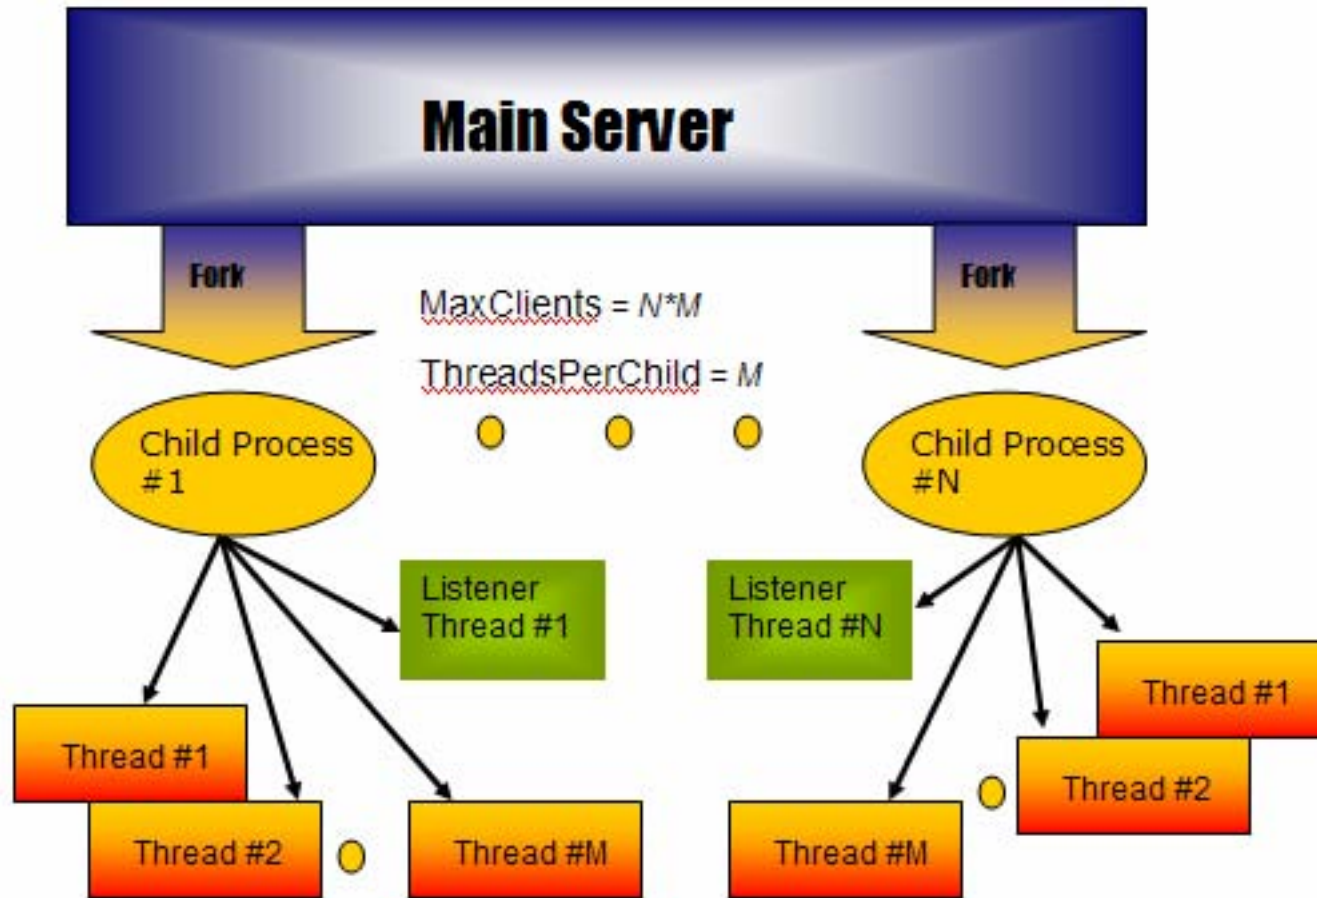 Main Server
Fork
Fork
MaxClients = N*M
ThreadsPerChild = M
Child Process
#1
Child Process
#N
Listener
Thread #1
Listener
Thread #N
Thread #1
Thread #2
Thread #M
Thread #M
Thread #2
Thread #1